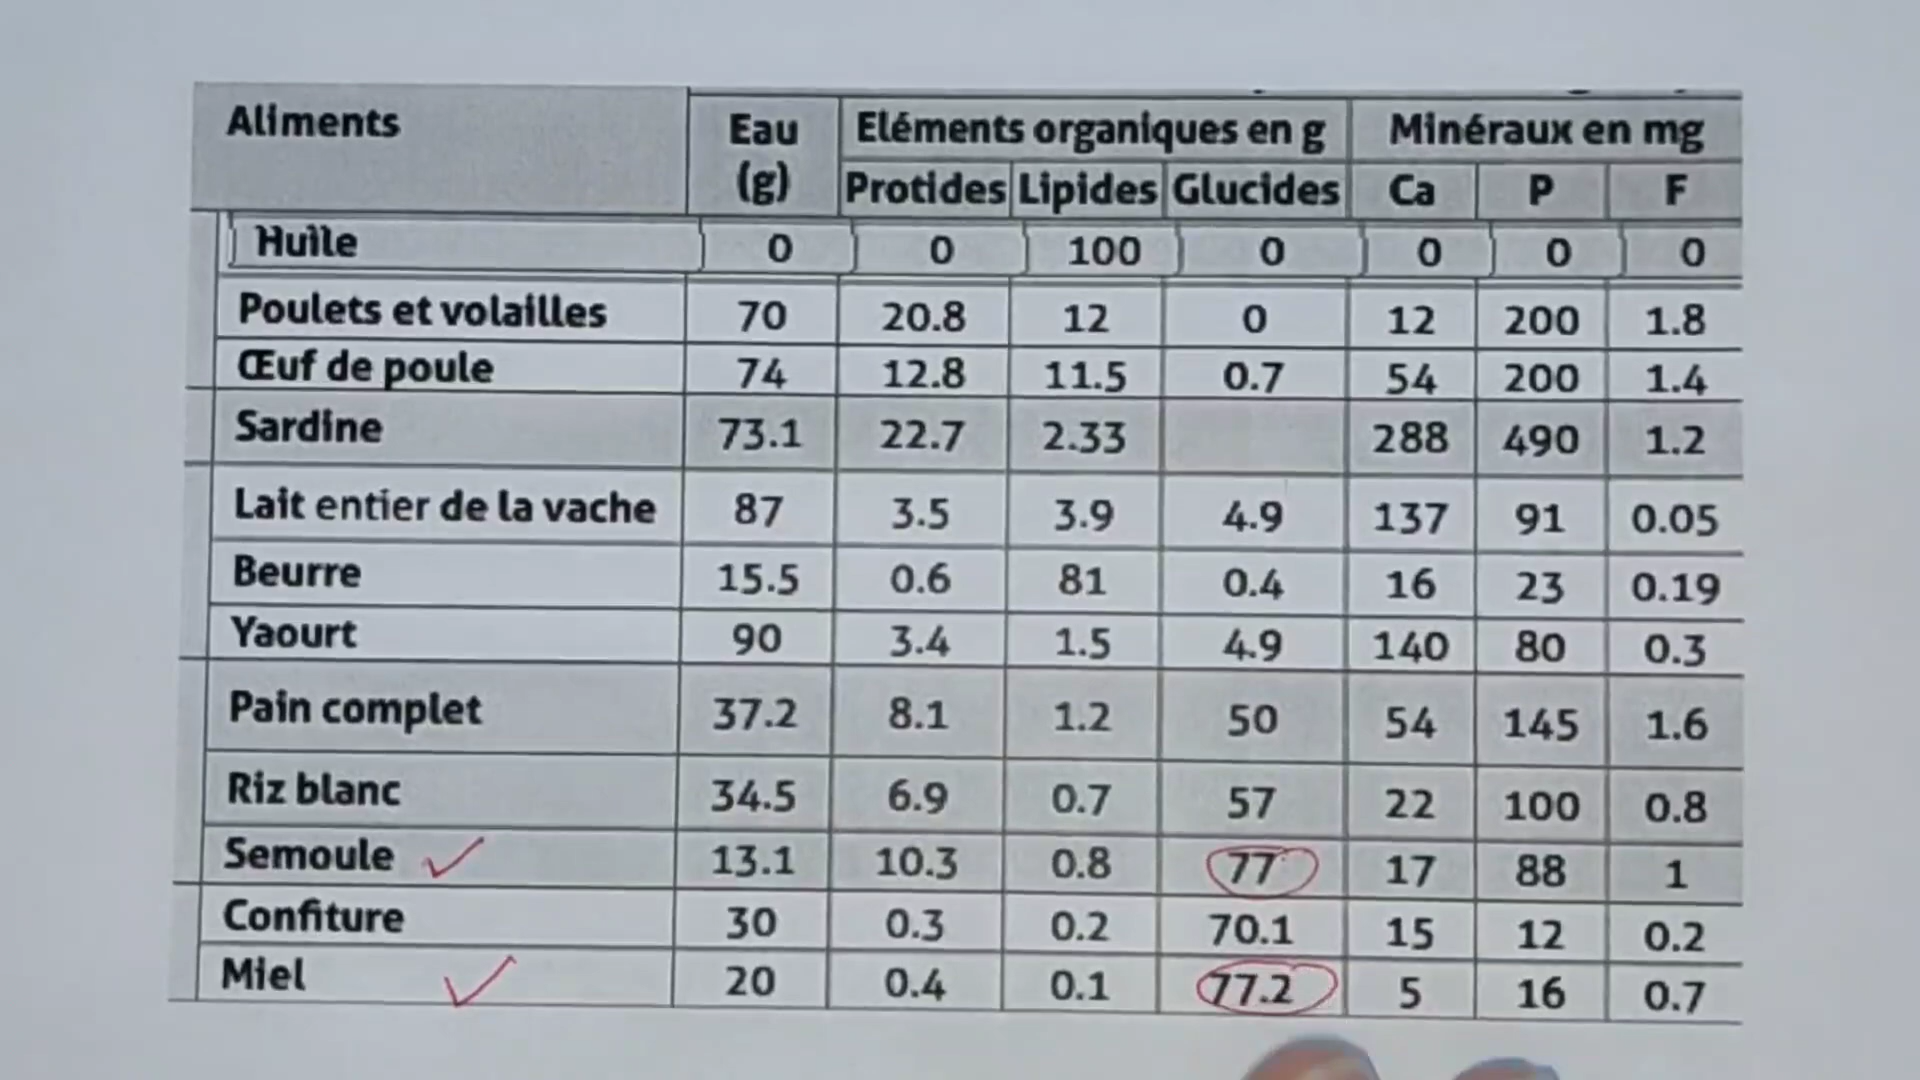 Aliments Eau (g) Eléments organiques en g Minéraux en mg
Protides Lipides Glucides Ca P F
Huile 0 0 100 0 0 0 0
Poulets et volailles 70 20.8 12 0 12 200 1.8
Œuf de poule 74 12.8 11.5 0.7 54 200 1.4
Sardine 73.1 22.7 2.33 288 490 1.2
Lait entier de la vache 87 3.5 3.9 4.9 137 91 0.05
Beurre 15.5 0.6 81 0.4 16 23 0.19
Yaourt 90 3.4 1.5 4.9 140 80 0.3
Pain complet 37.2 8.1 1.2 50 54 145 1.6
Riz blanc 34.5 6.9 0.7 57 22 100 0.8
Semoule 13.1 10.3 0.8 77 17 88 1
Confiture 30 0.3 0.2 70.1 15 12 0.2
Miel 20 0.4 0.1 77.2 5 16 0.7